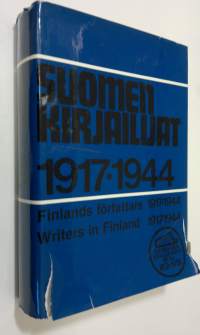 SUOMEN
KIRJAILIJAT
1917-1944
Finlands författare 1917-1944
Writers in Finland 1917-1944